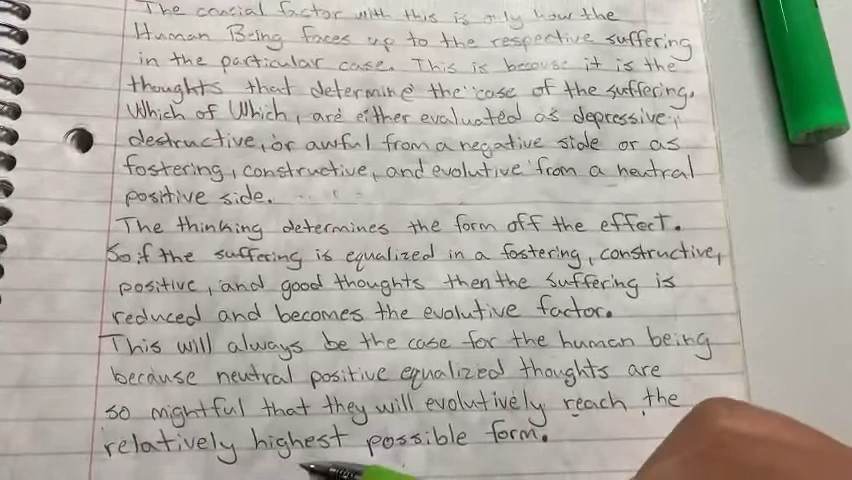 The crucial factor with this is only how the
Human Being faces up to the respective suffering
in the particular case. This is because it is the
thoughts that determine the case of the suffering.
Which of Which, are either evaluated as depressive,
destructive, or awful from a negative side or as
fostering, constructive, and evolutive from a neutral
positive side.
The thinking determines the form off the effect.
So if the suffering is equalized in a fostering, constructive,
positive, and good thoughts then the suffering is
reduced and becomes the evolutive factor.
This will always be the case for the human being
because neutral positive equalized thoughts are
so mightful that they will evolutively reach the
relatively highest possible form.